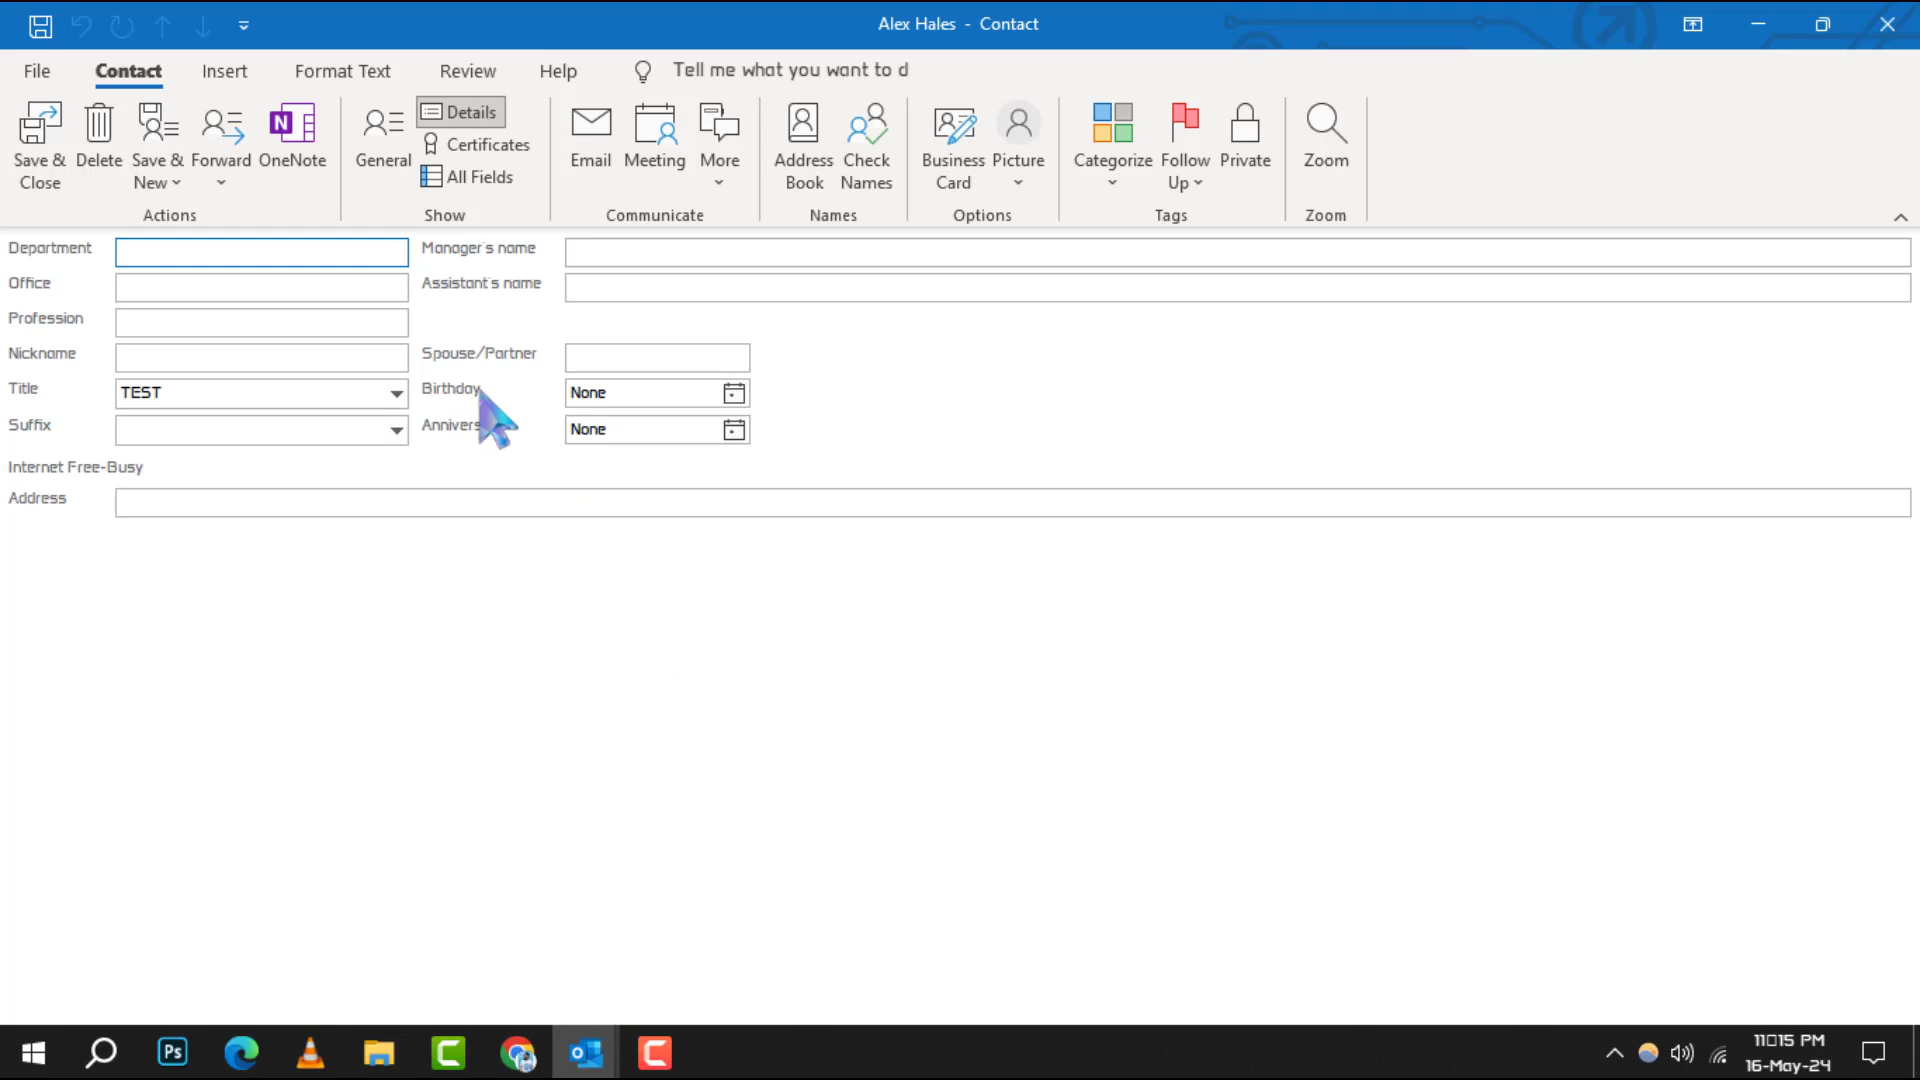 Alex Hales - Contact
File Contact Insert Format Text Review Help Tell me what you want to d
Save & Close
Delete
Save & New
Forward
OneNote
Actions
General
Details
Certificates
All Fields
Show
Email
Meeting
More
Communicate
Address Book
Check Names
Names
Business Card
Picture
Options
Categorize
Follow Up
Private
Tags
Zoom
Zoom
Department
Manager's name
Office
Assistant's name
Profession
Nickname
Spouse/Partner
Title TEST
Birthday None
Suffix
Annivers None
Internet Free-Busy
Address
Ps
11□15 PM
16-May-24